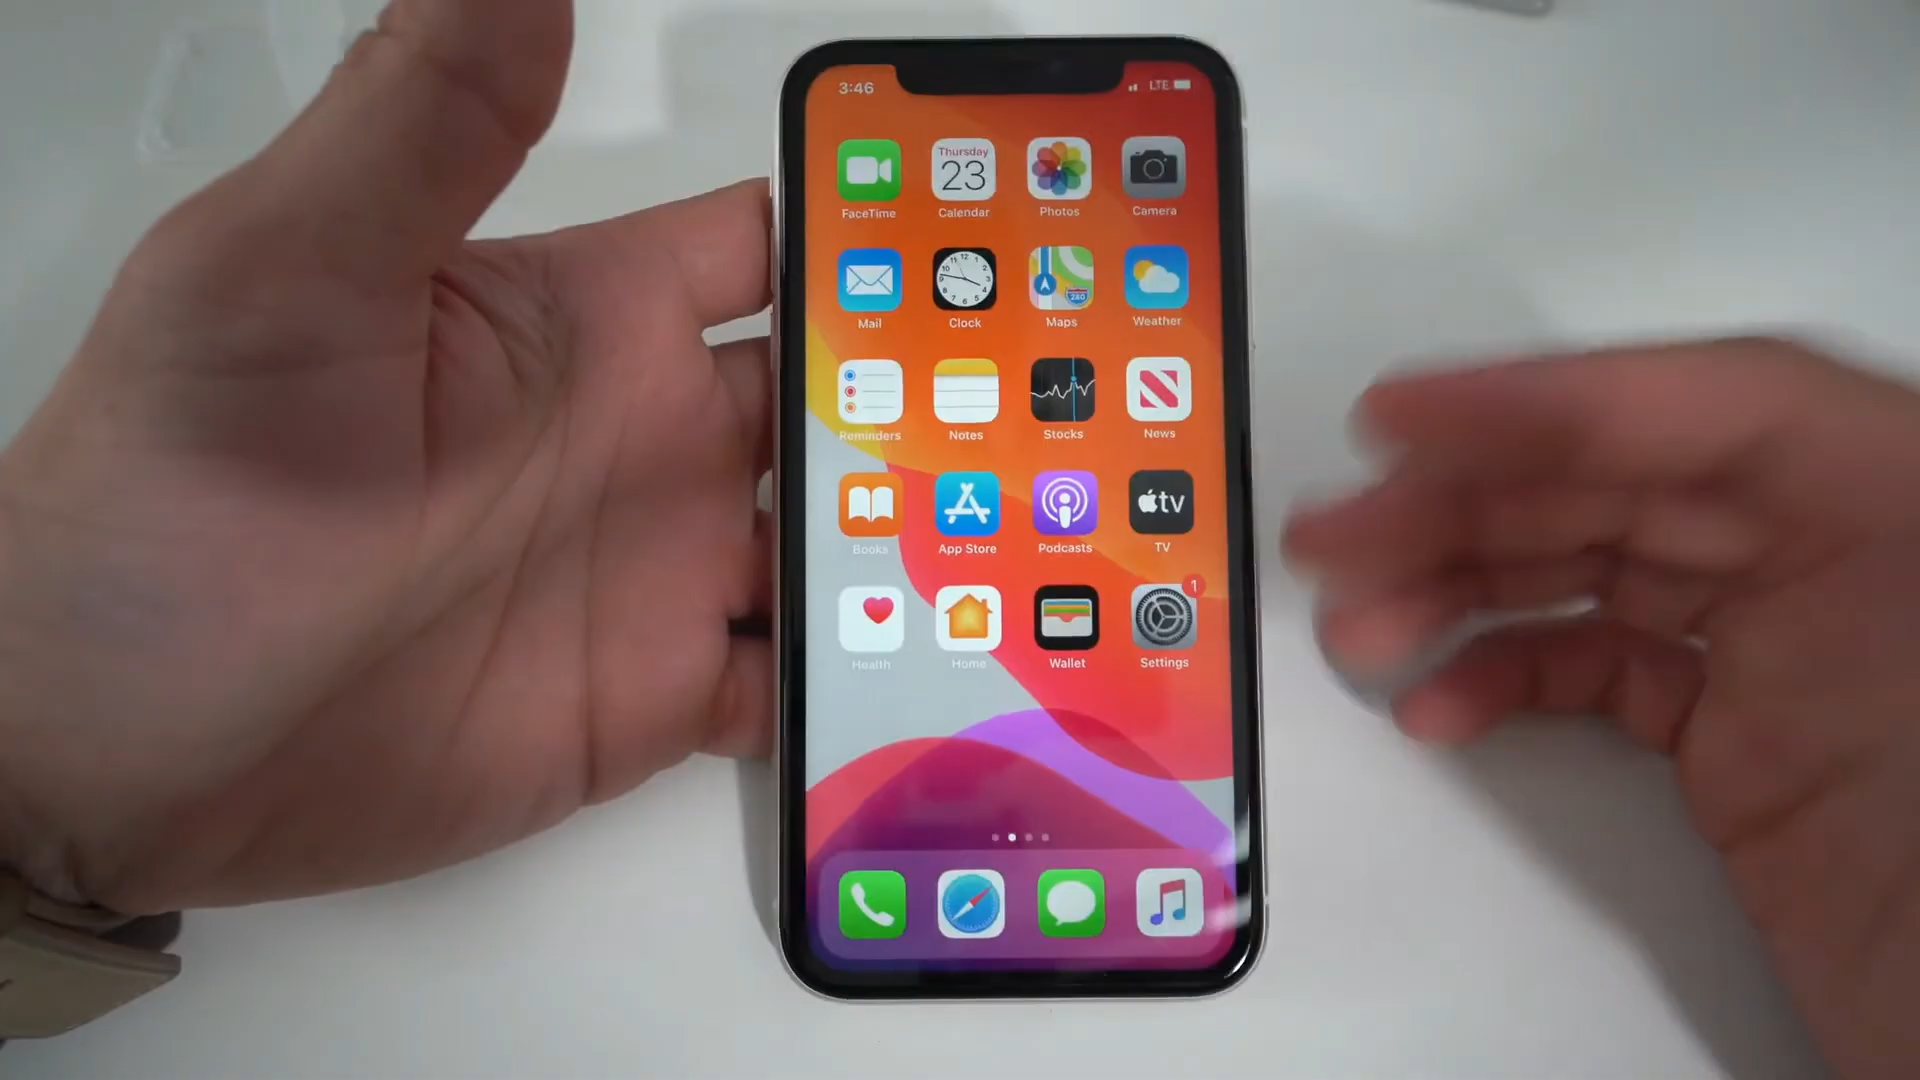 3:46 LTE
Thursday
23
FaceTime Calendar Photos Camera
280
Mail Clock Maps Weather
Reminders Notes Stocks News
tv
Books App Store Podcasts TV
1
Health Home Wallet Settings